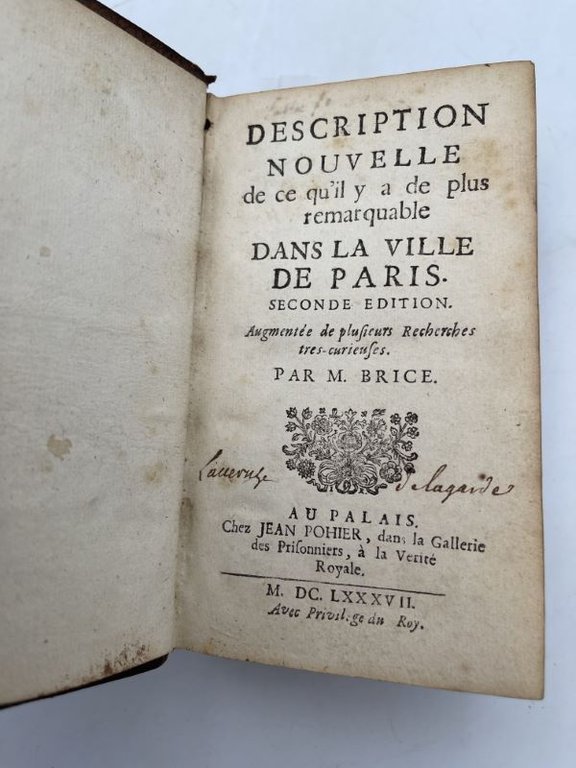 DESCRIPTION
NOUVELLE
de ce qu'il y a de plus
remarquable
DANS LA VILLE
DE PARIS.
SECONDE EDITION.
Augmentée de plusieurs Recherches
tres-curieuses.
PAR M. BRICE.
delagarde
AU PALAIS.
Chez JEAN POHIER, dans la Gallerie
des Prisonniers, à la Verité
Royale.
M. DC. LXXXVII.
Avec Privilege du Roy.